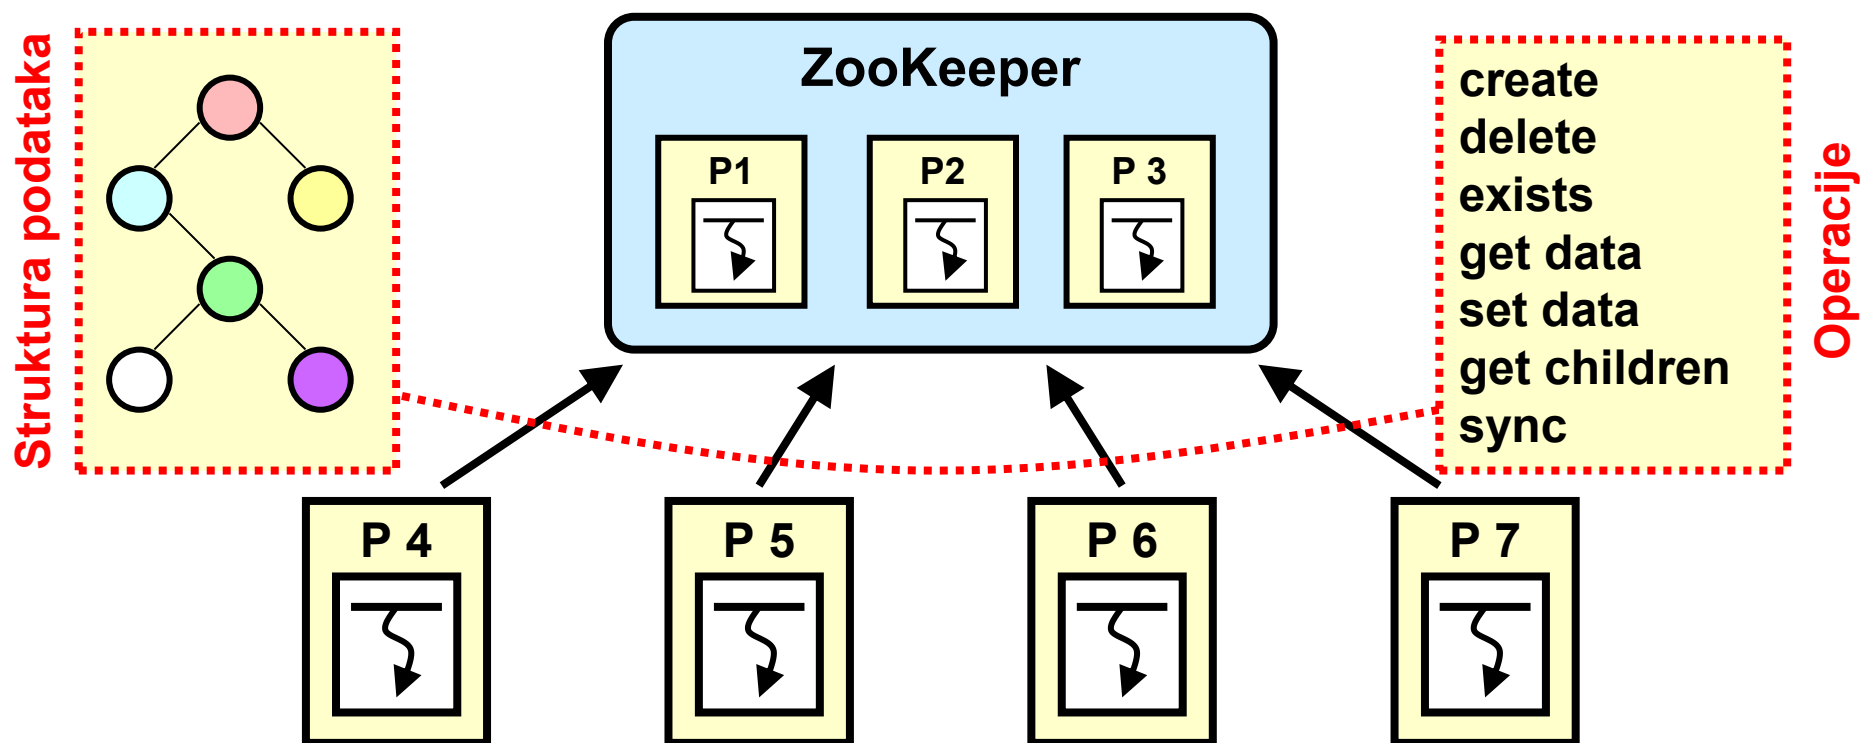 Struktura podataka
ZooKeeper
P1
P2
P 3
create
delete
exists
get data
set data
get children
sync
Operacije
P 4
P 5
P 6
P 7